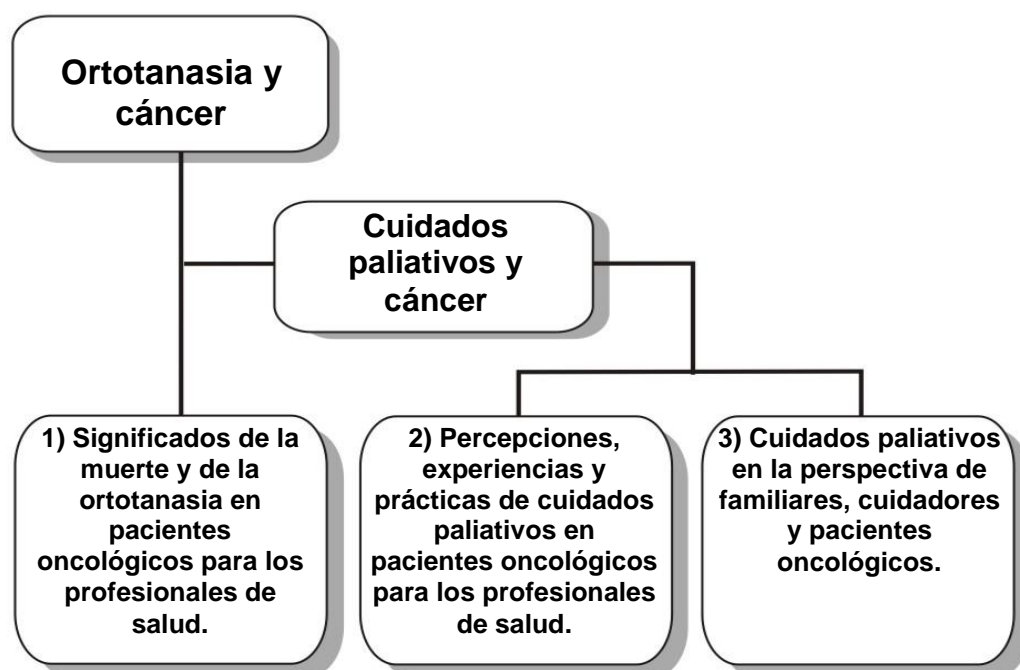 Ortotanasia y
cáncer
Cuidados
paliativos y
cáncer
1) Significados de la
muerte y de la
ortotanasia en
pacientes
oncológicos para los
profesionales de
salud.
2) Percepciones,
experiencias y
prácticas de cuidados
paliativos en
pacientes oncológicos
para los profesionales
de salud.
3) Cuidados paliativos
en la perspectiva de
familiares, cuidadores
y pacientes
oncológicos.